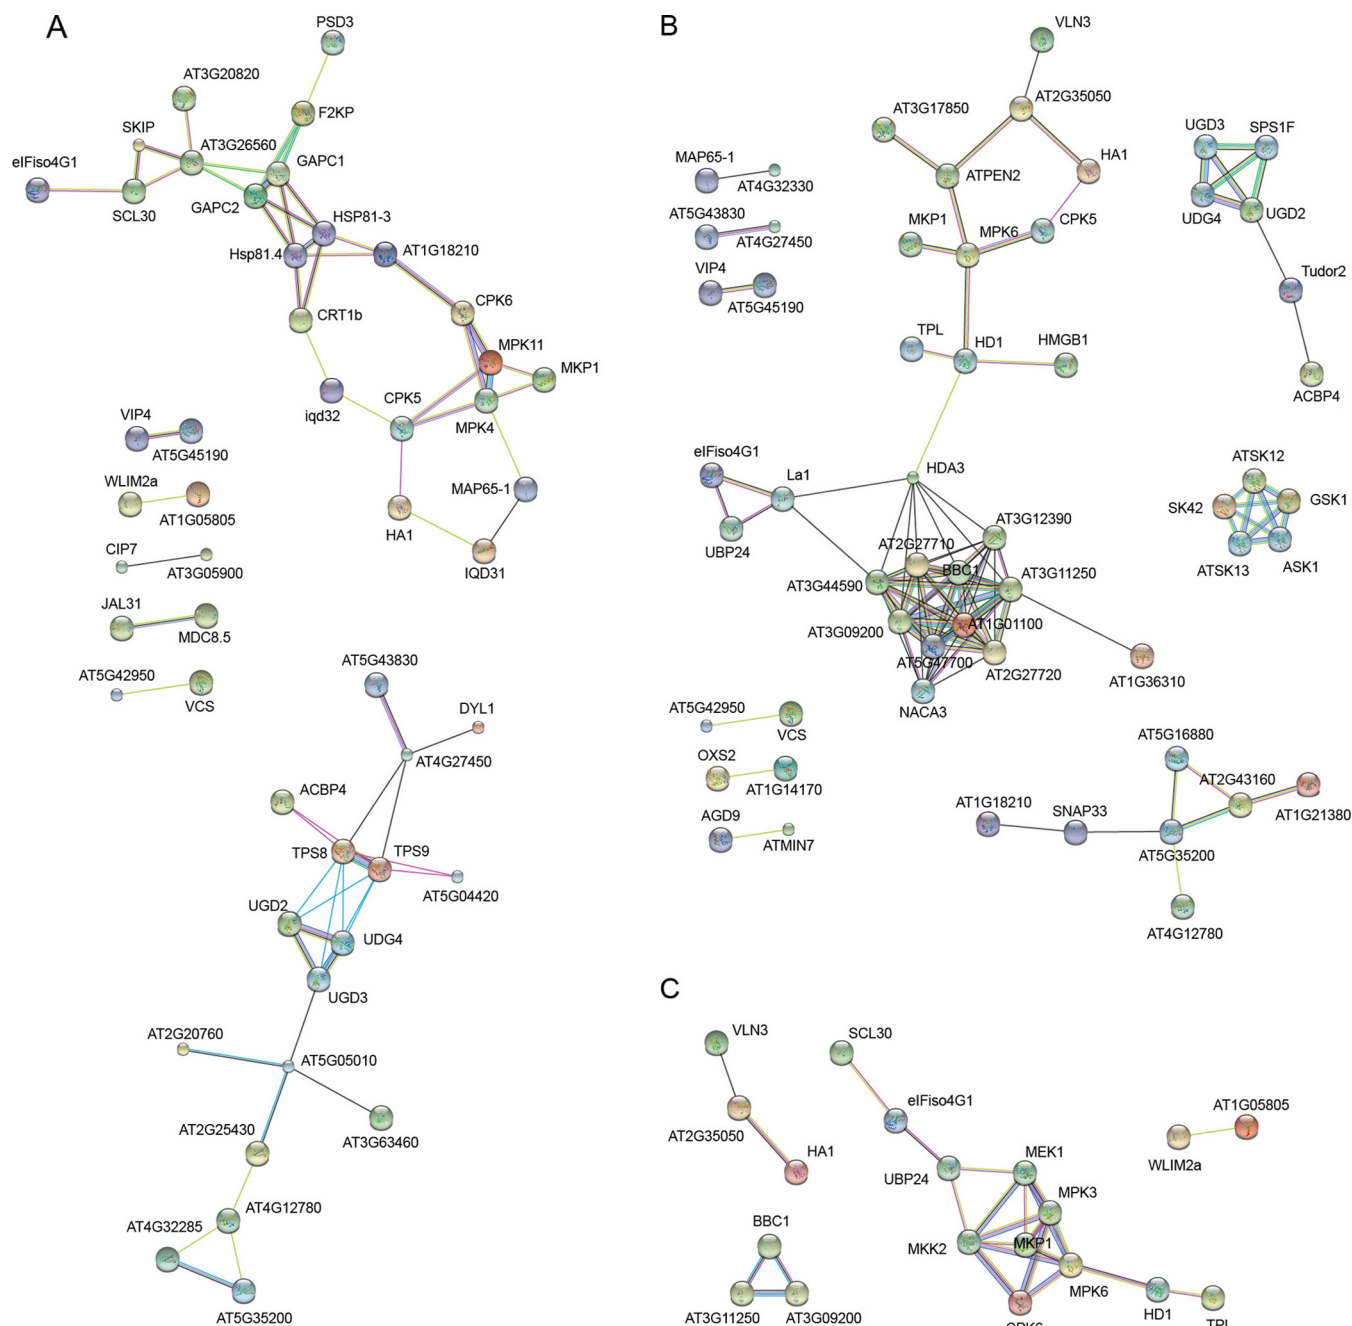 A
PSD3
AT3G20820
F2KP
SKIP
AT3G26560
eIFiso4G1
GAPC1
SCL30
GAPC2
HSP81-3
Hsp81.4
AT1G18210
CPK6
CRT1b
MPK11
MKP1
iqd32
CPK5
MPK4
VIP4
AT5G45190
WLIM2a
MAP65-1
AT1G05805
HA1
CIP7
IQD31
AT3G05900
JAL31
MDC8.5
AT5G43830
AT5G42950
VCS
DYL1
AT4G27450
ACBP4
TPS8
TPS9
AT5G04420
UGD2
UDG4
UGD3
AT2G20760
AT5G05010
AT2G25430
AT3G63460
AT4G12780
AT4G32285
AT5G35200
B
VLN3
AT3G17850
AT2G35050
UGD3
SPS1F
MAP65-1
HA1
AT4G32330
ATPEN2
UDG4
UGD2
AT5G43830
MKP1
CPK5
AT4G27450
MPK6
VIP4
Tudor2
AT5G45190
TPL
HD1
HMGB1
ACBP4
eIFiso4G1
La1
HDA3
ATSK12
GSK1
SK42
AT3G12390
UBP24
AT2G27710
BBC1
AT3G11250
ATSK13
ASK1
AT3G44590
AT3G09200
AT1G01100
AT5G47700
AT2G27720
AT1G36310
NACA3
AT5G42950
VCS
AT5G16880
OXS2
AT2G43160
AT1G14170
AT1G18210
SNAP33
AT1G21380
AGD9
ATMIN7
AT5G35200
AT4G12780
C
VLN3
SCL30
eIFiso4G1
AT1G05805
AT2G35050
HA1
UBP24
MEK1
WLIM2a
MPK3
BBC1
MKK2
MKP1
MPK6
AT3G11250
AT3G09200
HD1